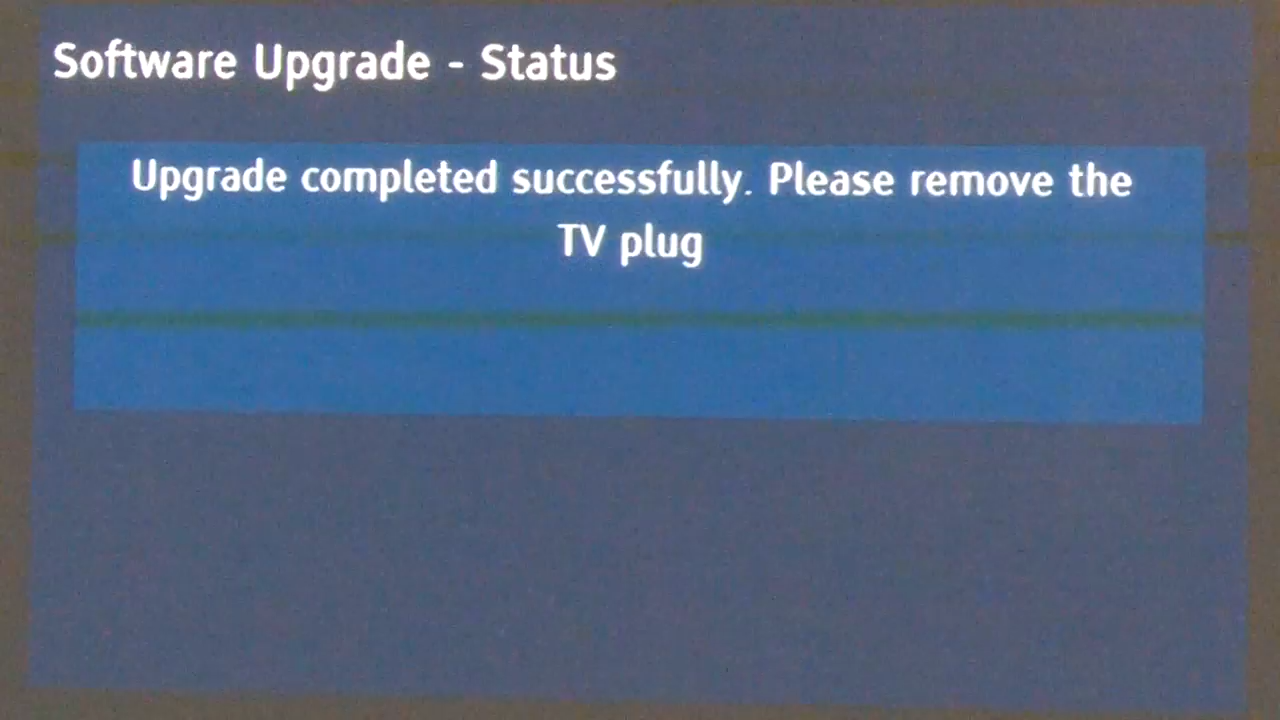 Software Upgrade - Status
Upgrade completed successfully. Please remove the
TV plug